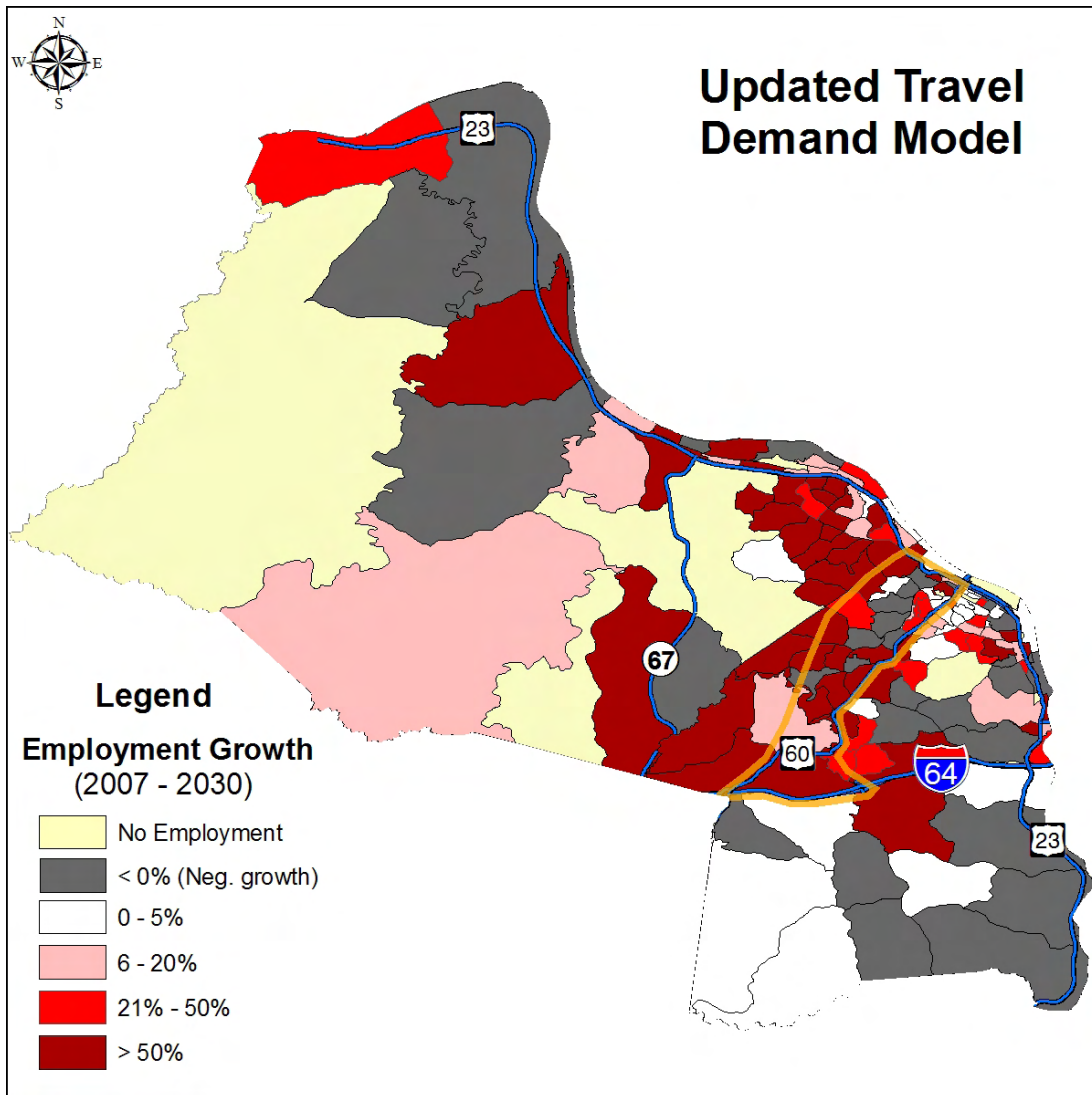 N
W E
S
Updated Travel
Demand Model
23
67
60
64
23
Legend
Employment Growth
(2007 - 2030)
No Employment
< 0% (Neg. growth)
0 - 5%
6 - 20%
21% - 50%
> 50%